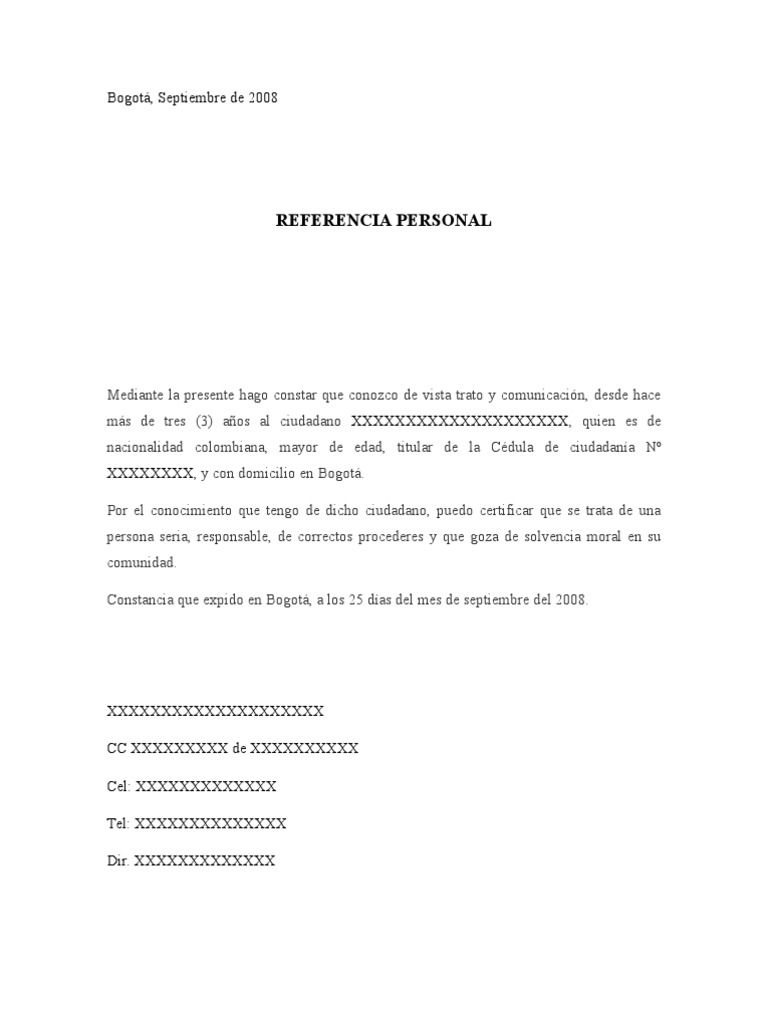 Bogotá, Septiembre de 2008
REFERENCIA PERSONAL
Mediante la presente hago constar que conozco de vista trato y comunicación, desde hace
más de tres (3) años al ciudadano XXXXXXXXXXXXXXXXXXXX, quien es de
nacionalidad colombiana, mayor de edad, titular de la Cédula de ciudadanía Nº
XXXXXXXX, y con domicilio en Bogotá.
Por el conocimiento que tengo de dicho ciudadano, puedo certificar que se trata de una
persona seria, responsable, de correctos procederes y que goza de solvencia moral en su
comunidad.
Constancia que expido en Bogotá, a los 25 días del mes de septiembre del 2008.
XXXXXXXXXXXXXXXXXXXX
CC XXXXXXXXX de XXXXXXXXXX
Cel: XXXXXXXXXXXXX
Tel: XXXXXXXXXXXXXX
Dir. XXXXXXXXXXXXX